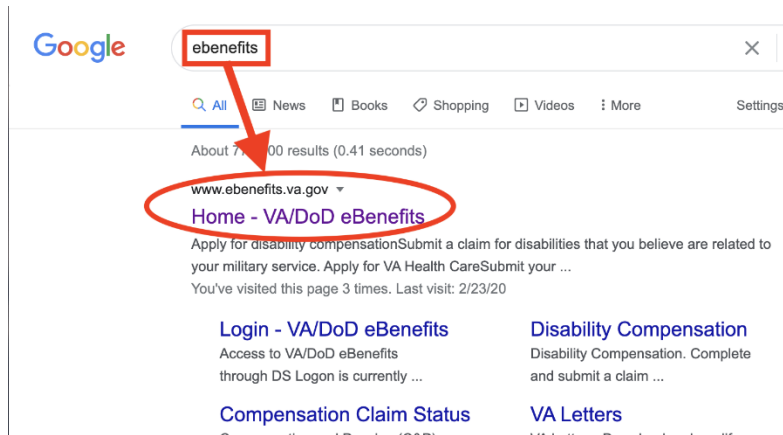 Google
ebenefits
All News Books Shopping Videos More Settings
About 00 results (0.41 seconds)
www.ebenefits.va.gov
Home - VA/DoD eBenefits
Apply for disability compensationSubmit a claim for disabilities that you believe are related to
your military service. Apply for VA Health CareSubmit your ...
You've visited this page 3 times. Last visit: 2/23/20
Login - VA/DoD eBenefits
Access to VA/DoD eBenefits
through DS Logon is currently ...
Compensation Claim Status
Disability Compensation
Disability Compensation. Complete
and submit a claim ...
VA Letters